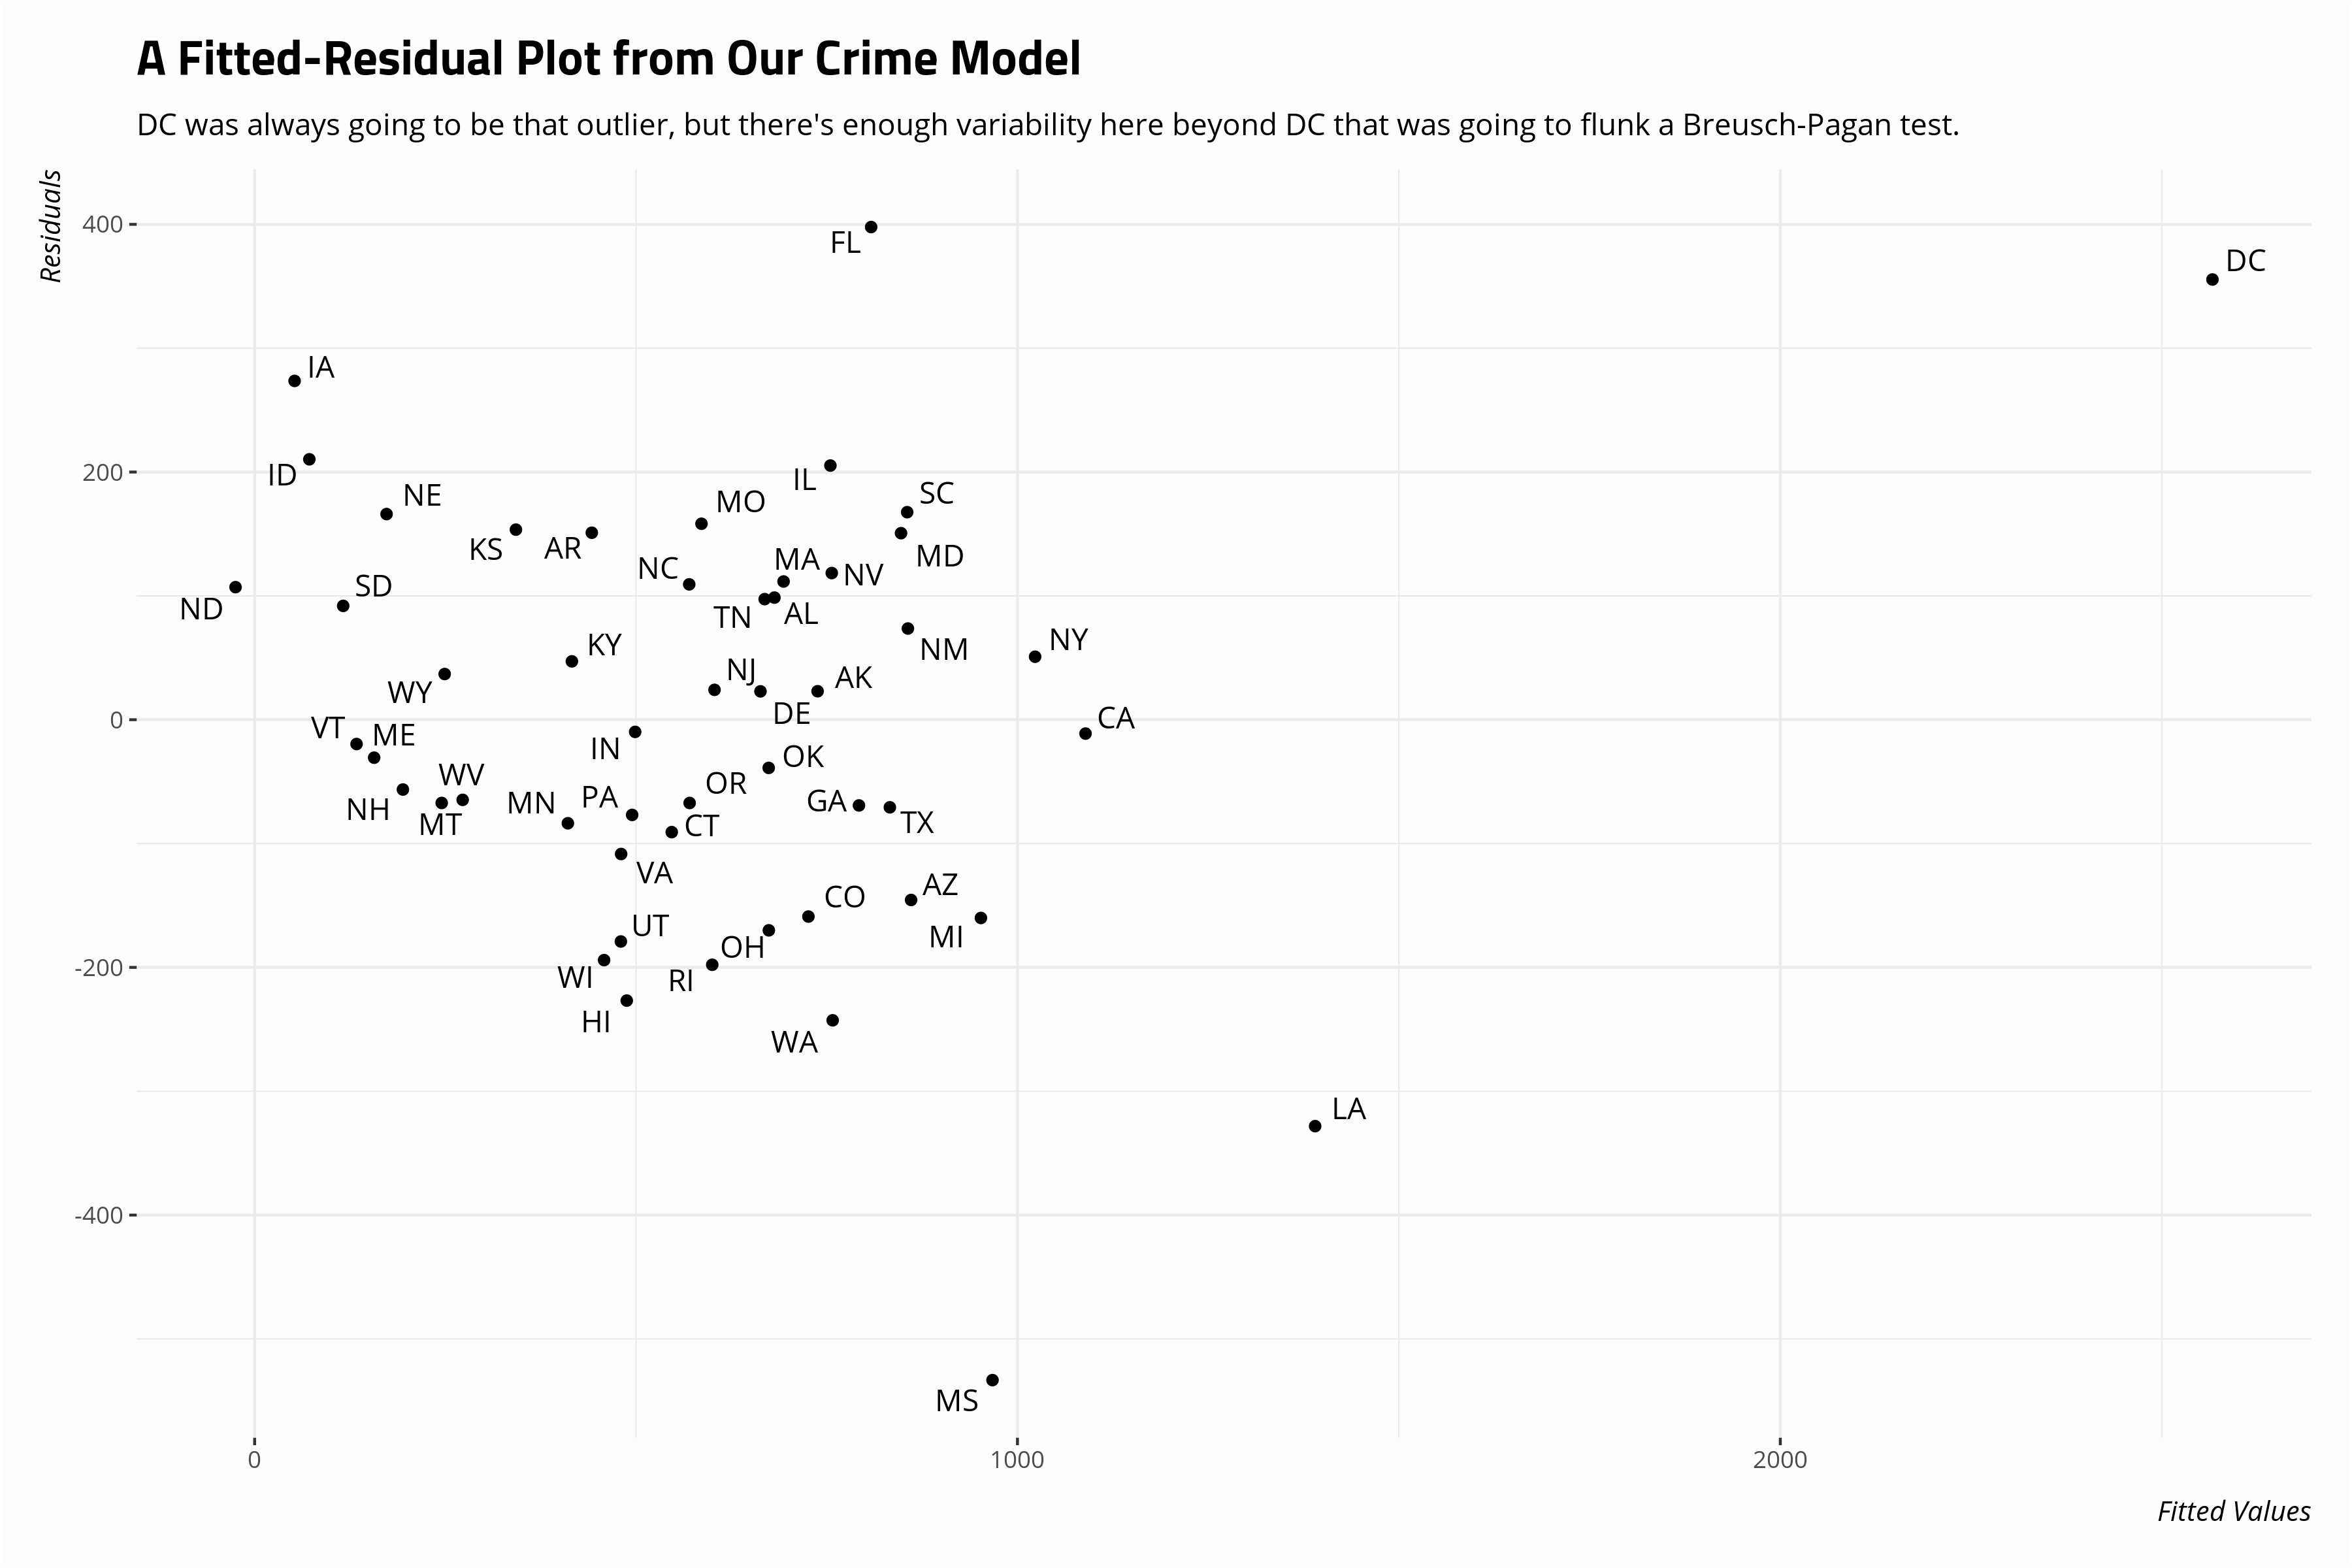 A Fitted-Residual Plot from Our Crime Model
DC was always going to be that outlier, but there's enough variability here beyond DC that was going to flunk a Breusch-Pagan test.
Residuals
400
200
0
-200
-400
FL
DC
IA
ID
IL
NE
SC
MO
KS
AR
MD
MA
NC
NV
SD
ND
TN
AL
KY
NM
NY
NJ
AK
WY
DE
VT
ME
CA
IN
OK
WV
OR
NH
MT
MN
PA
GA
CT
TX
VA
AZ
CO
MI
UT
OH
WI
RI
HI
WA
LA
MS
0
1000
2000
Fitted Values